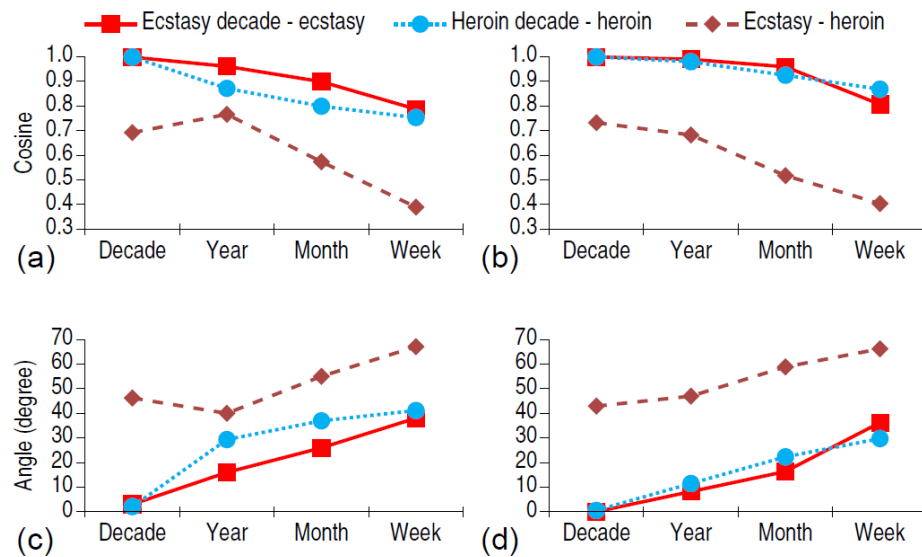 Ecstasy decade - ecstasy Heroin decade - heroin Ecstasy - heroin
Cosine
1.0
0.9
0.8
0.7
0.6
0.5
0.4
0.3
Decade Year Month Week
(a)
1.0
0.9
0.8
0.7
0.6
0.5
0.4
0.3
Decade Year Month Week
(b)
Angle (degree)
70
60
50
40
30
20
10
0
Decade Year Month Week
(c)
70
60
50
40
30
20
10
0
Decade Year Month Week
(d)